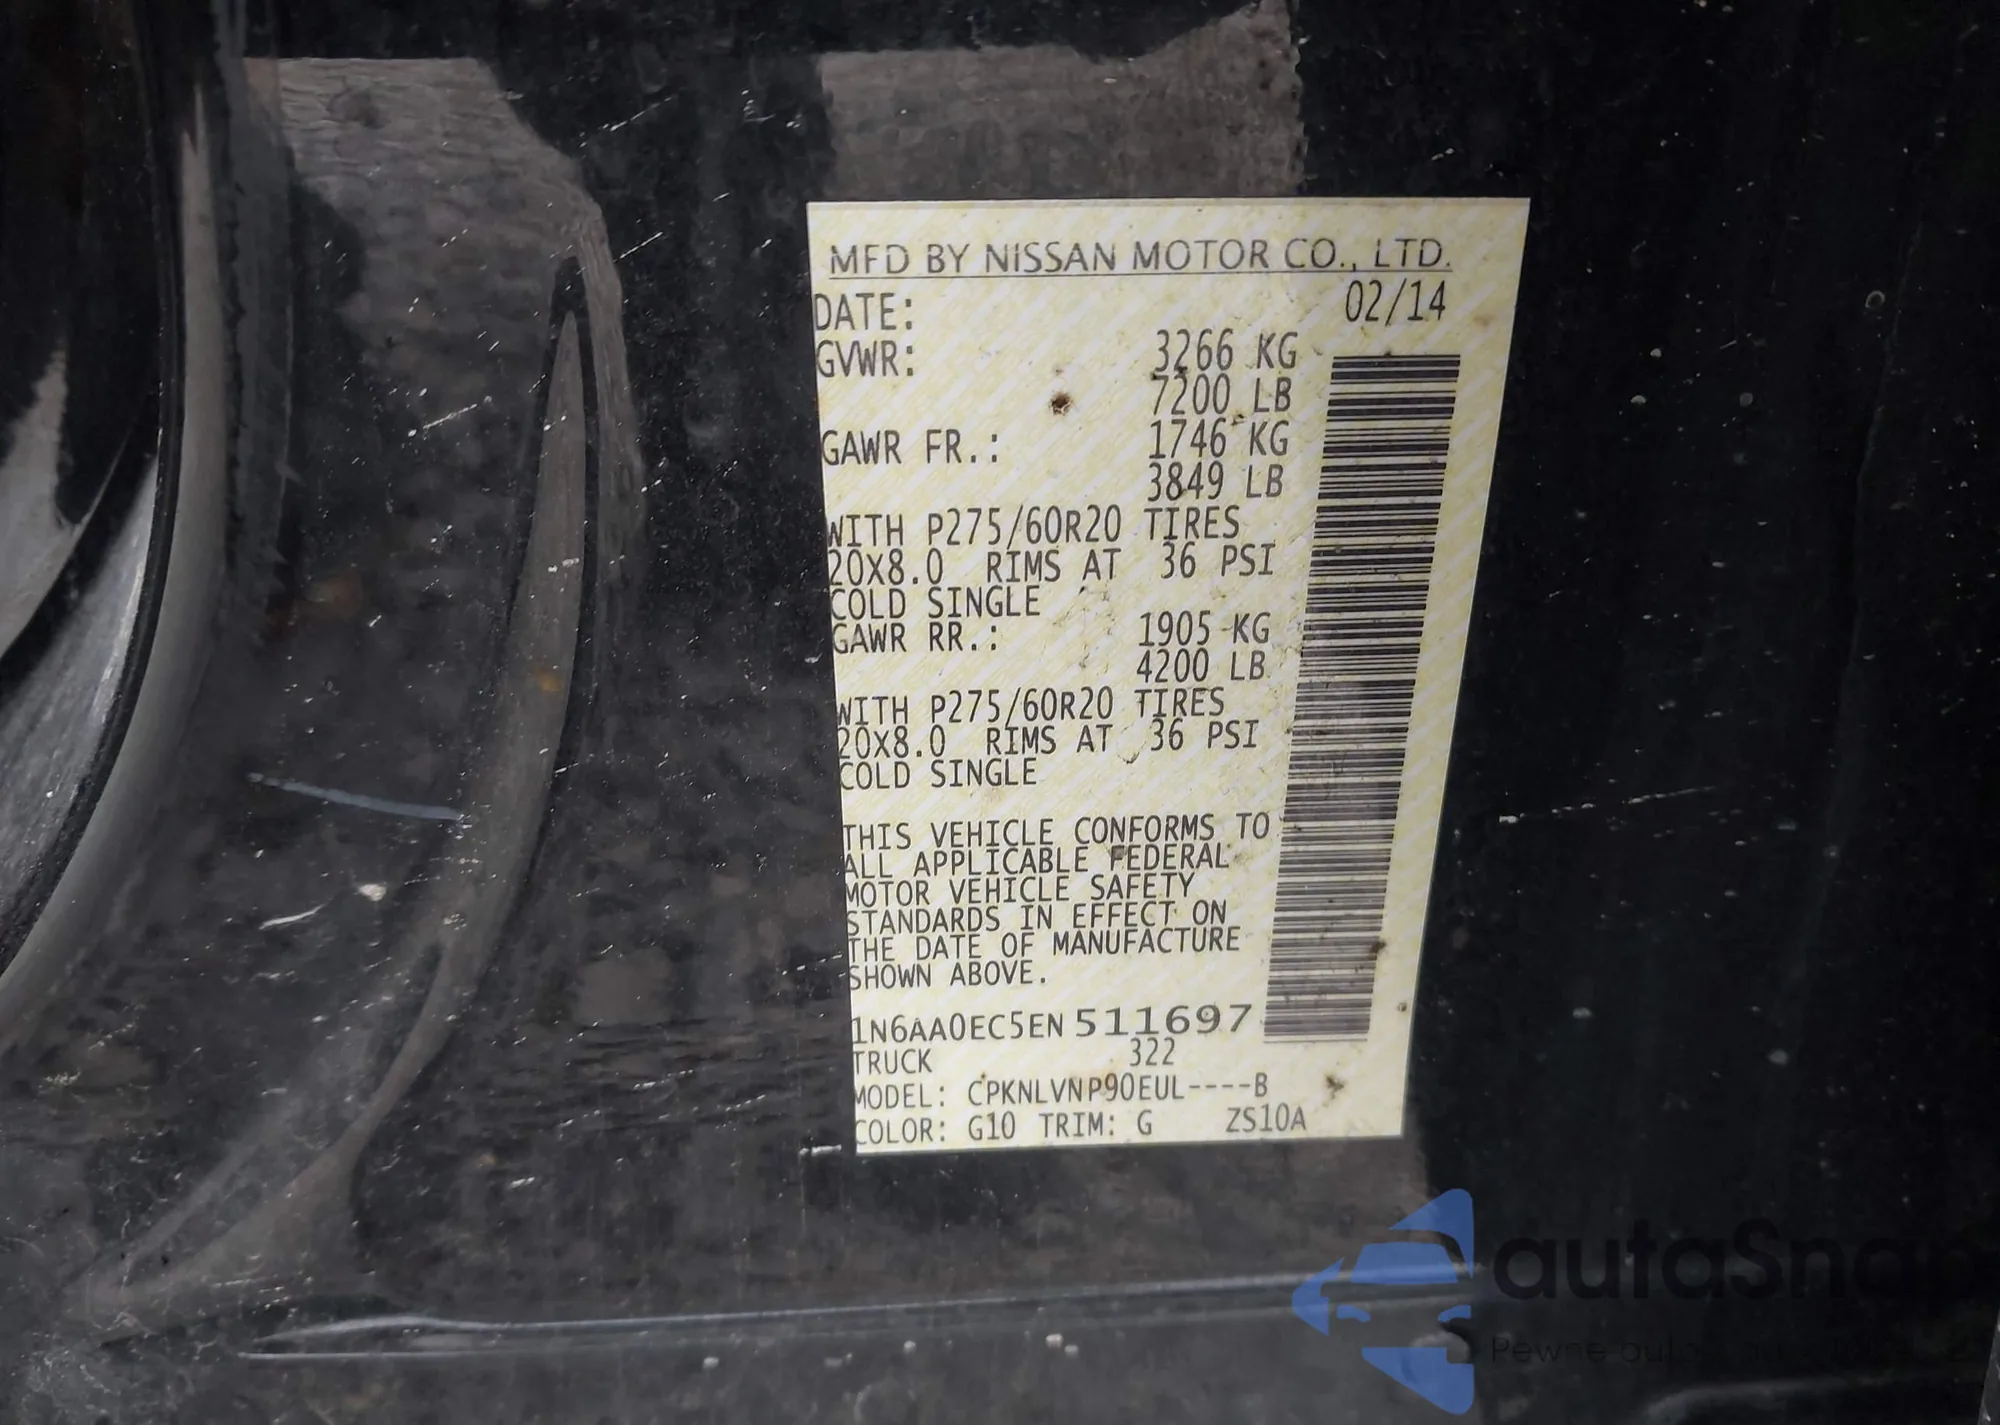 MFD BY NISSAN MOTOR CO., LTD.
DATE: 02/14
GVWR: 3266 KG
7200 LB
GAWR FR.: 1746 KG
3849 LB
WITH P275/60R20 TIRES
20X8.0 RIMS AT 36 PSI
COLD SINGLE
GAWR RR.: 1905 KG
4200 LB
WITH P275/60R20 TIRES
20X8.0 RIMS AT 36 PSI
COLD SINGLE
THIS VEHICLE CONFORMS TO
ALL APPLICABLE FEDERAL
MOTOR VEHICLE SAFETY
STANDARDS IN EFFECT ON
THE DATE OF MANUFACTURE
SHOWN ABOVE.
1N6AA0EC5EN511697
TRUCK 322
MODEL: CPKNLVNP90EUL----B
COLOR: G10 TRIM: G ZS10A
autaSnap
Pewne auta